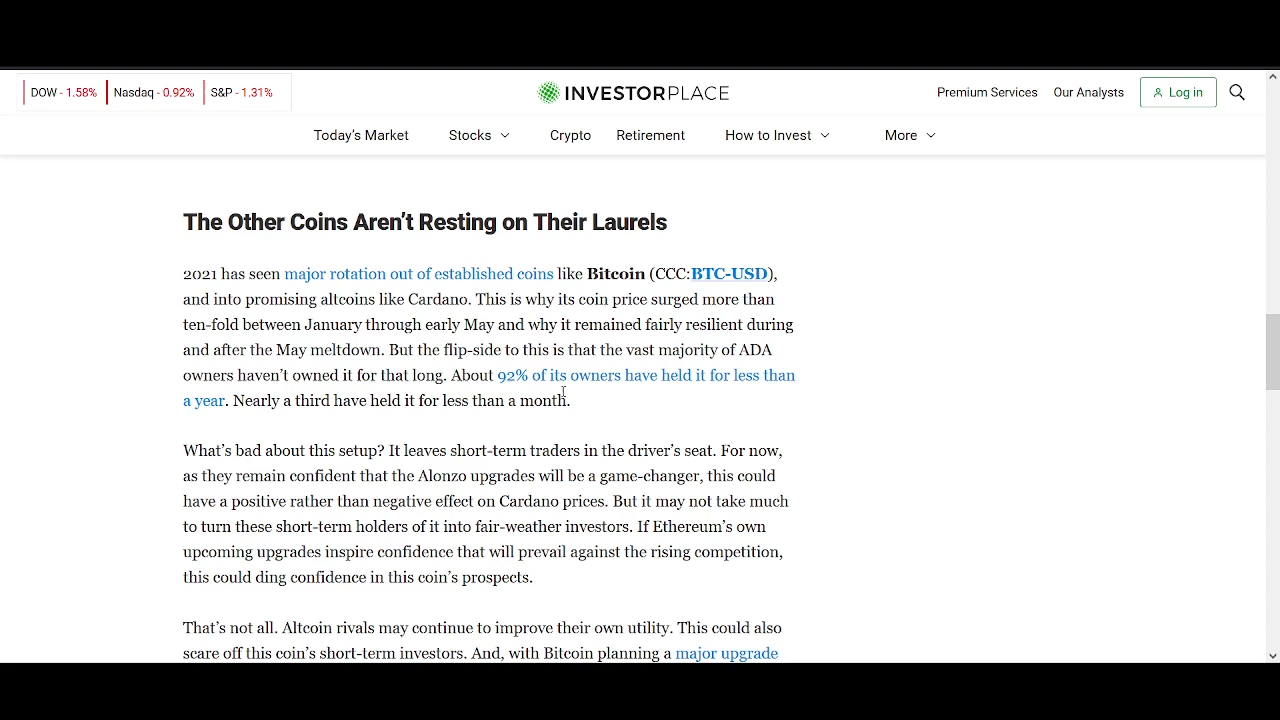 DOW - 1.58% Nasdaq - 0.92% S&P - 1.31%
INVESTORPLACE
Premium Services Our Analysts Log in
Today's Market Stocks Crypto Retirement How to Invest More
The Other Coins Aren't Resting on Their Laurels
2021 has seen major rotation out of established coins like Bitcoin (CCC:BTC-USD),
and into promising altcoins like Cardano. This is why its coin price surged more than
ten-fold between January through early May and why it remained fairly resilient during
and after the May meltdown. But the flip-side to this is that the vast majority of ADA
owners haven't owned it for that long. About 92% of its owners have held it for less than
a year. Nearly a third have held it for less than a month.
What's bad about this setup? It leaves short-term traders in the driver's seat. For now,
as they remain confident that the Alonzo upgrades will be a game-changer, this could
have a positive rather than negative effect on Cardano prices. But it may not take much
to turn these short-term holders of it into fair-weather investors. If Ethereum's own
upcoming upgrades inspire confidence that will prevail against the rising competition,
this could ding confidence in this coin's prospects.
That's not all. Altcoin rivals may continue to improve their own utility. This could also
scare off this coin's short-term investors. And, with Bitcoin planning a major upgrade